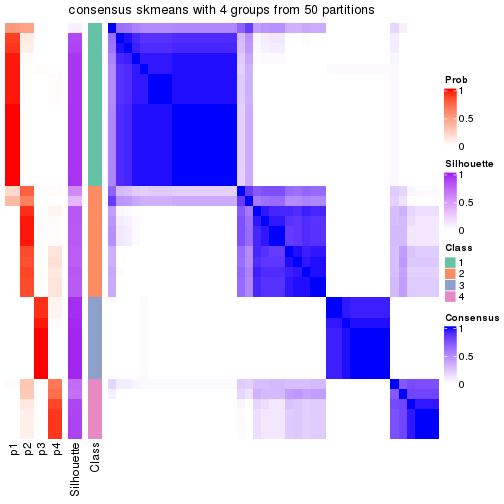 consensus skmeans with 4 groups from 50 partitions
Prob
1
0.5
0
Silhouette
1
0.5
0
Class
1
2
3
4
Consensus
1
0.5
0
p1
p2
p3
p4
Silhouette
Class